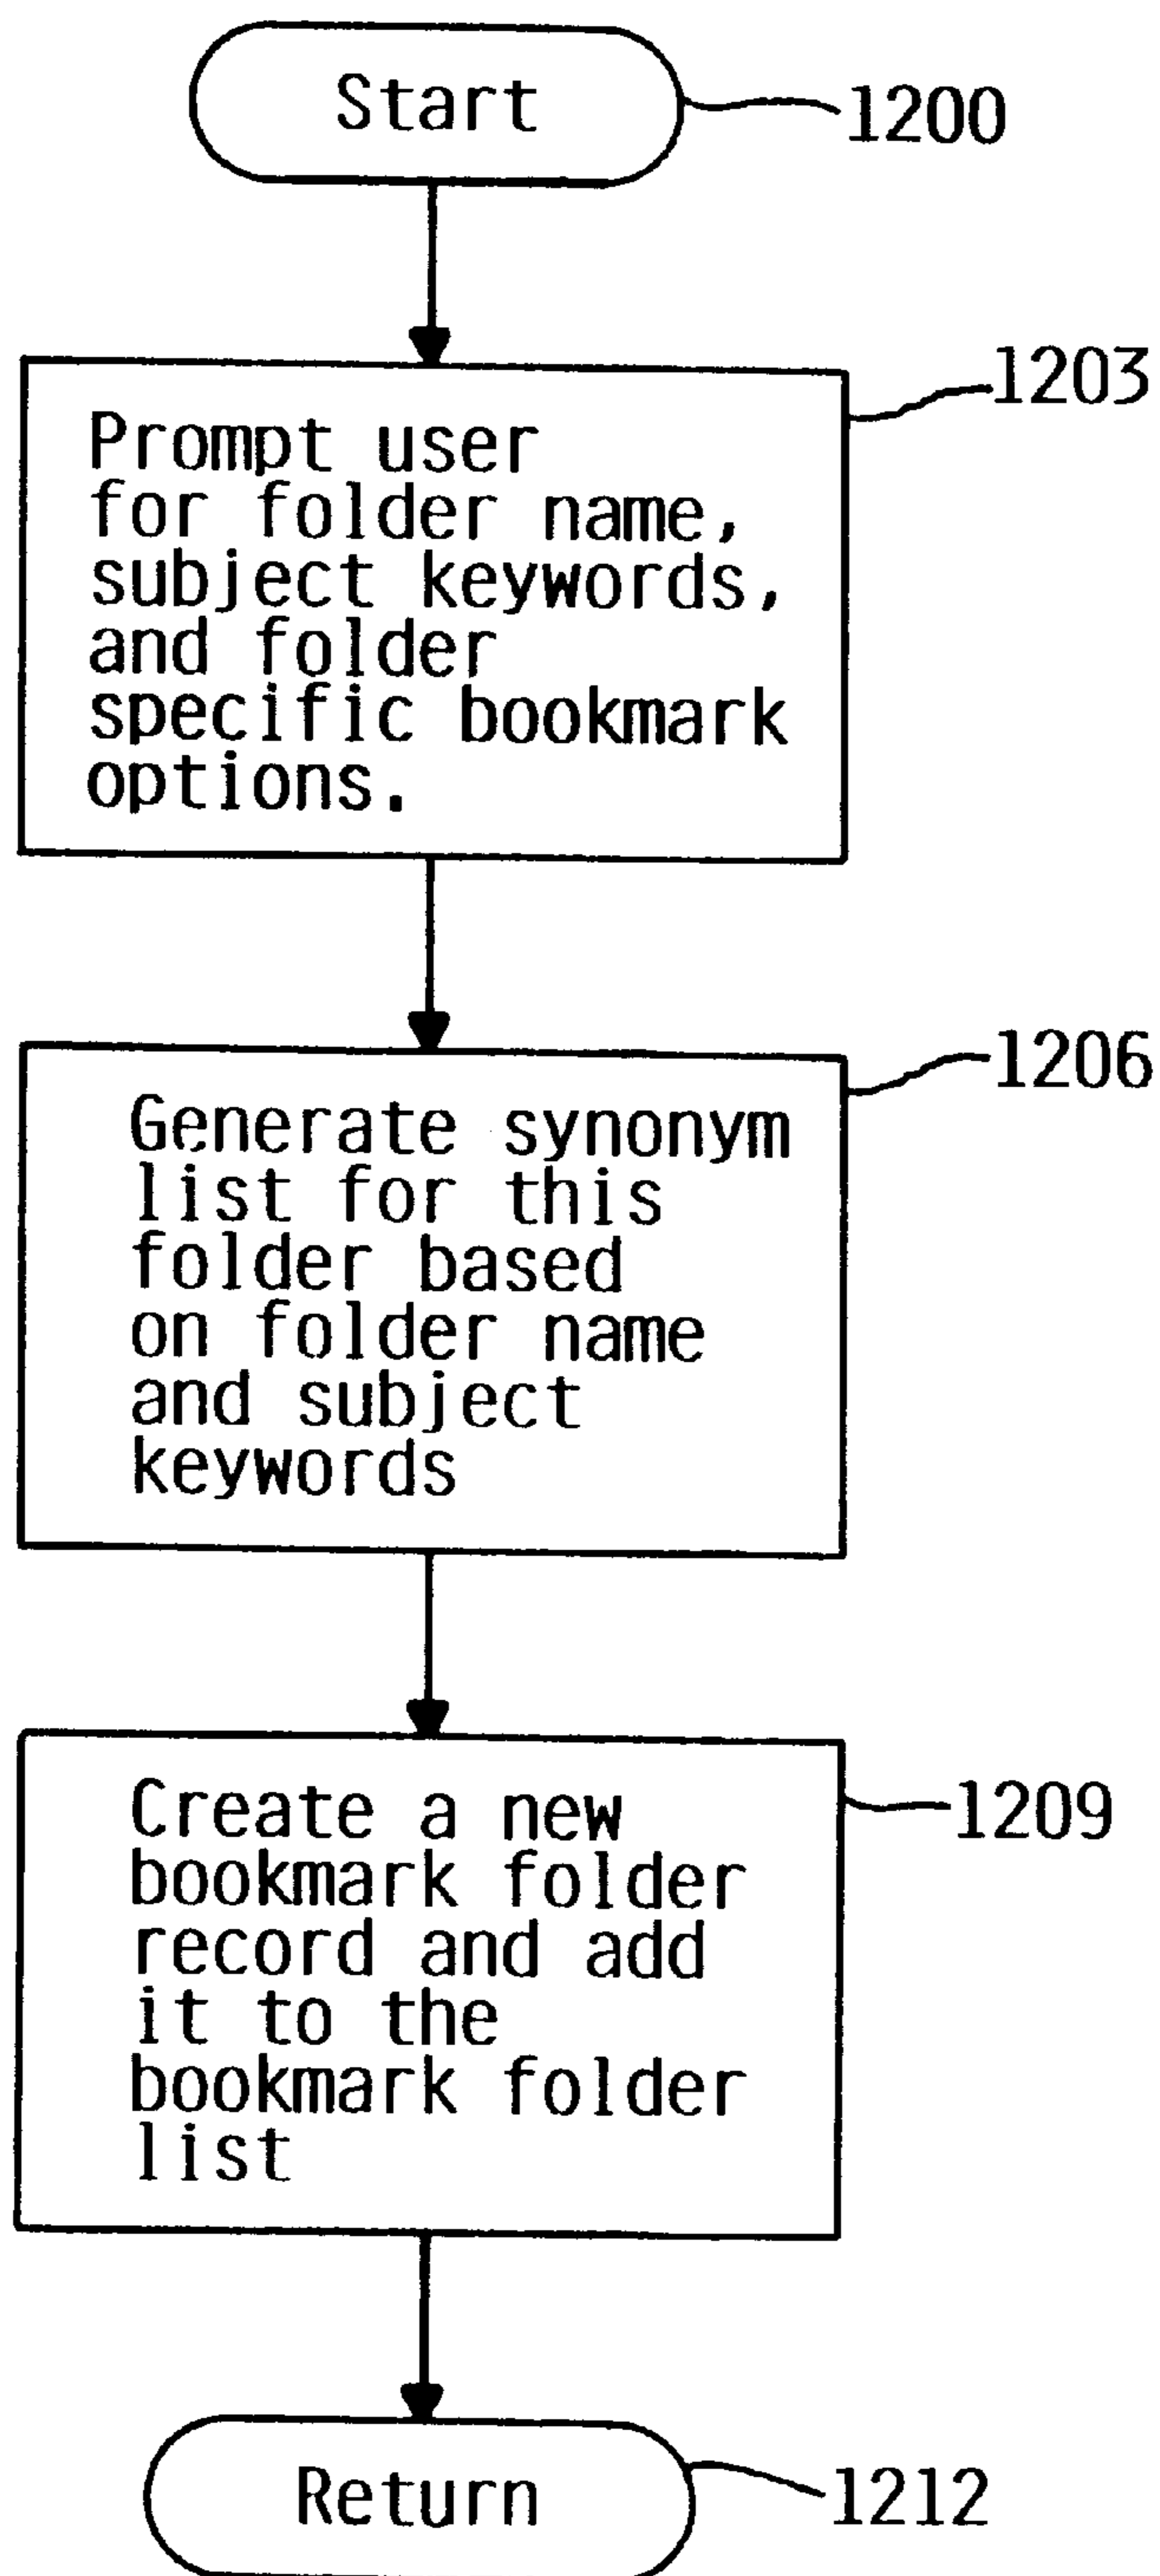 Start
1200
1203
Prompt user
for folder name,
subject keywords,
and folder
specific bookmark
options.
1206
Generate synonym
list for this
folder based
on folder name
and subject
keywords
1209
Create a new
bookmark folder
record and add
it to the
bookmark folder
list
Return
1212